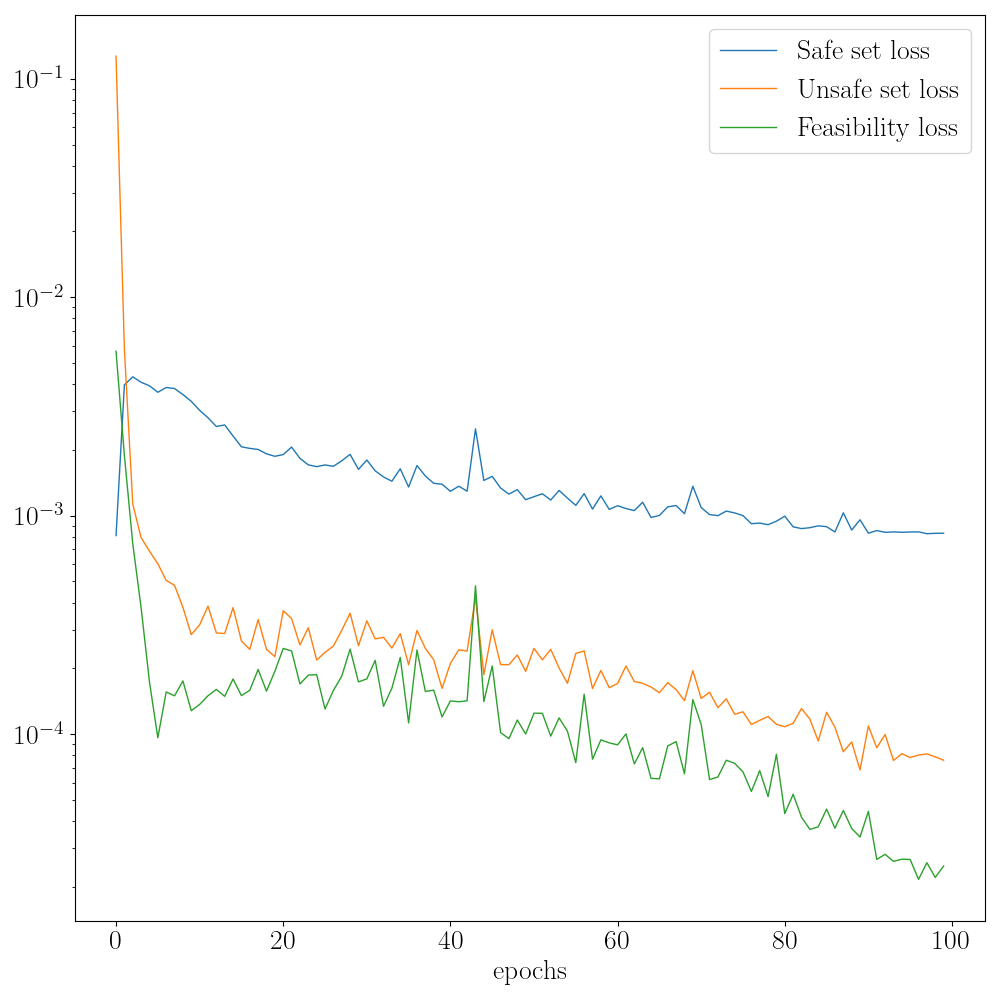 Safe set loss
Unsafe set loss
Feasibility loss
10⁻¹
10⁻²
10⁻³
10⁻⁴
0 20 40 60 80 100
epochs